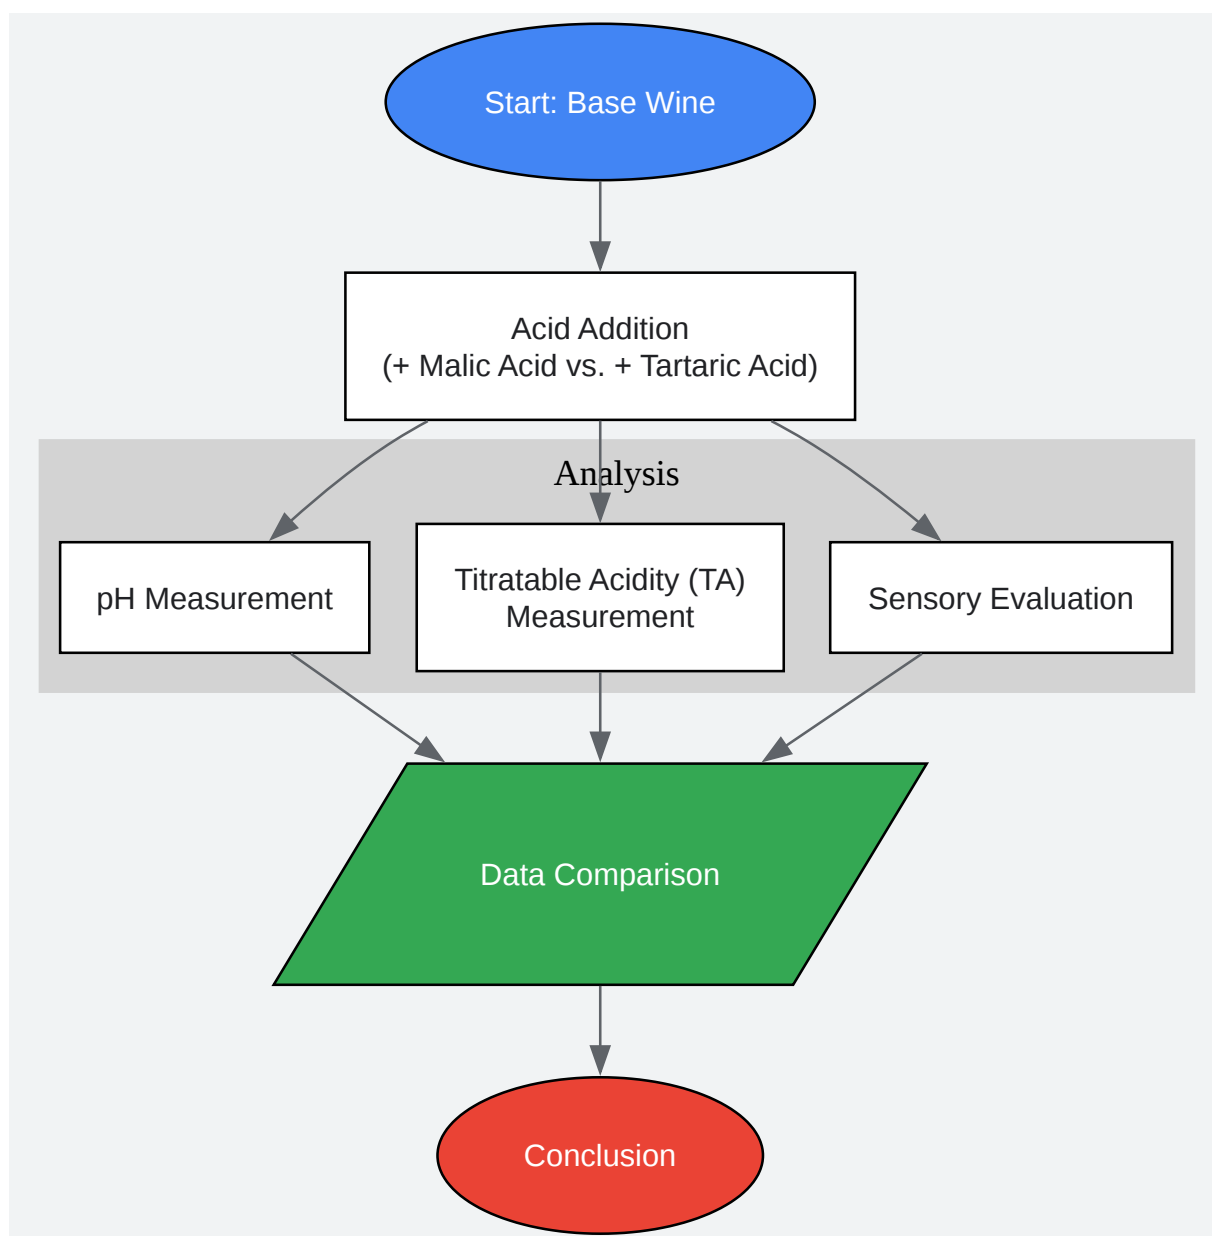 Start: Base Wine
Acid Addition
(+ Malic Acid vs. + Tartaric Acid)
Analysis
pH Measurement
Titratable Acidity (TA)
Measurement
Sensory Evaluation
Data Comparison
Conclusion